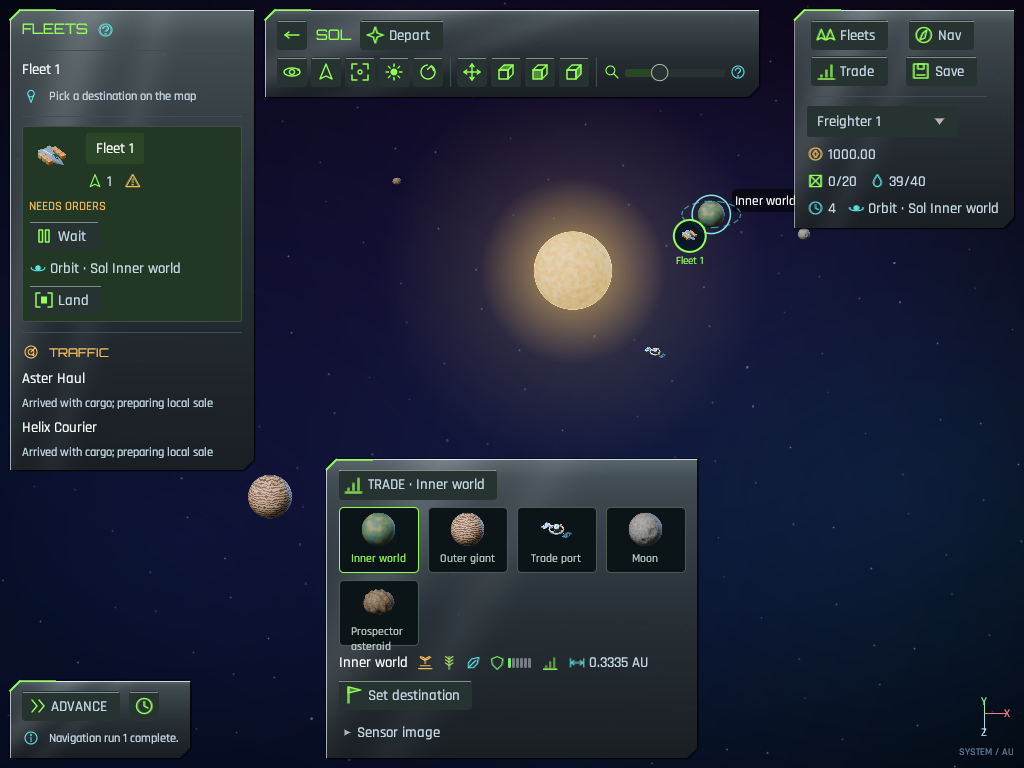 FLEETS
Fleet 1
Pick a destination on the map
Fleet 1
1
NEEDS ORDERS
Wait
Orbit · Sol Inner world
Land
TRAFFIC
Aster Haul
Arrived with cargo; preparing local sale
Helix Courier
Arrived with cargo; preparing local sale
SOL
Depart
Fleets
Nav
Trade
Save
Freighter 1
1000.00
0/20 39/40
4 Orbit · Sol Inner world
Inner world
Fleet 1
TRADE · Inner world
Inner world
Outer giant
Trade port
Moon
Prospector
asteroid
Inner world 0.3335 AU
Set destination
Sensor image
ADVANCE
Navigation run 1 complete.
Y
X
Z
SYSTEM / AU